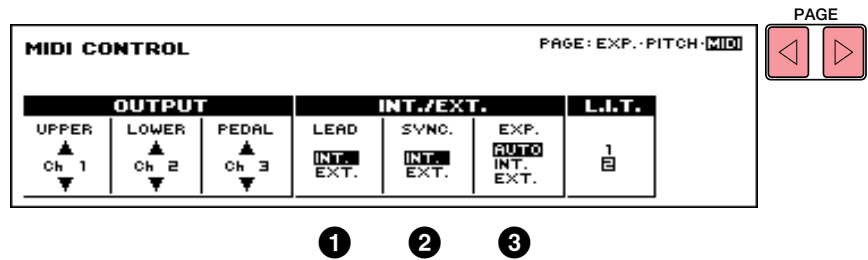 PAGE
MIDI CONTROL
PAGE: EXP.·PITCH·MIDI
OUTPUT INT./EXT. L.I.T.
UPPER LOWER PEDAL LEAD SYNC. EXP.
Ch 1 Ch 2 Ch 3 INT. INT. AUTO 1
EXT. EXT. INT. 2
EXT.
1 2 3